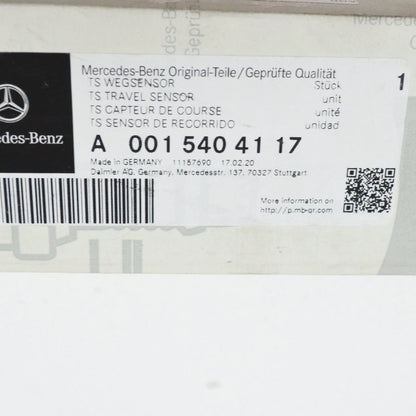 Mercedes-Benz Original-Teile/Geprüfte Qualität
TS WEGSENSOR Stück 1
TS TRAVEL SENSOR unit
TS CAPTEUR DE COURSE unité
TS SENSOR DE RECORRIDO unidad
A 001 540 41 17
Made in GERMANY 11157690 17.02.20
Daimler AG, Germany, Mercedesstr. 137, 70327 Stuttgart
More information on
http://p.mb-qr.com